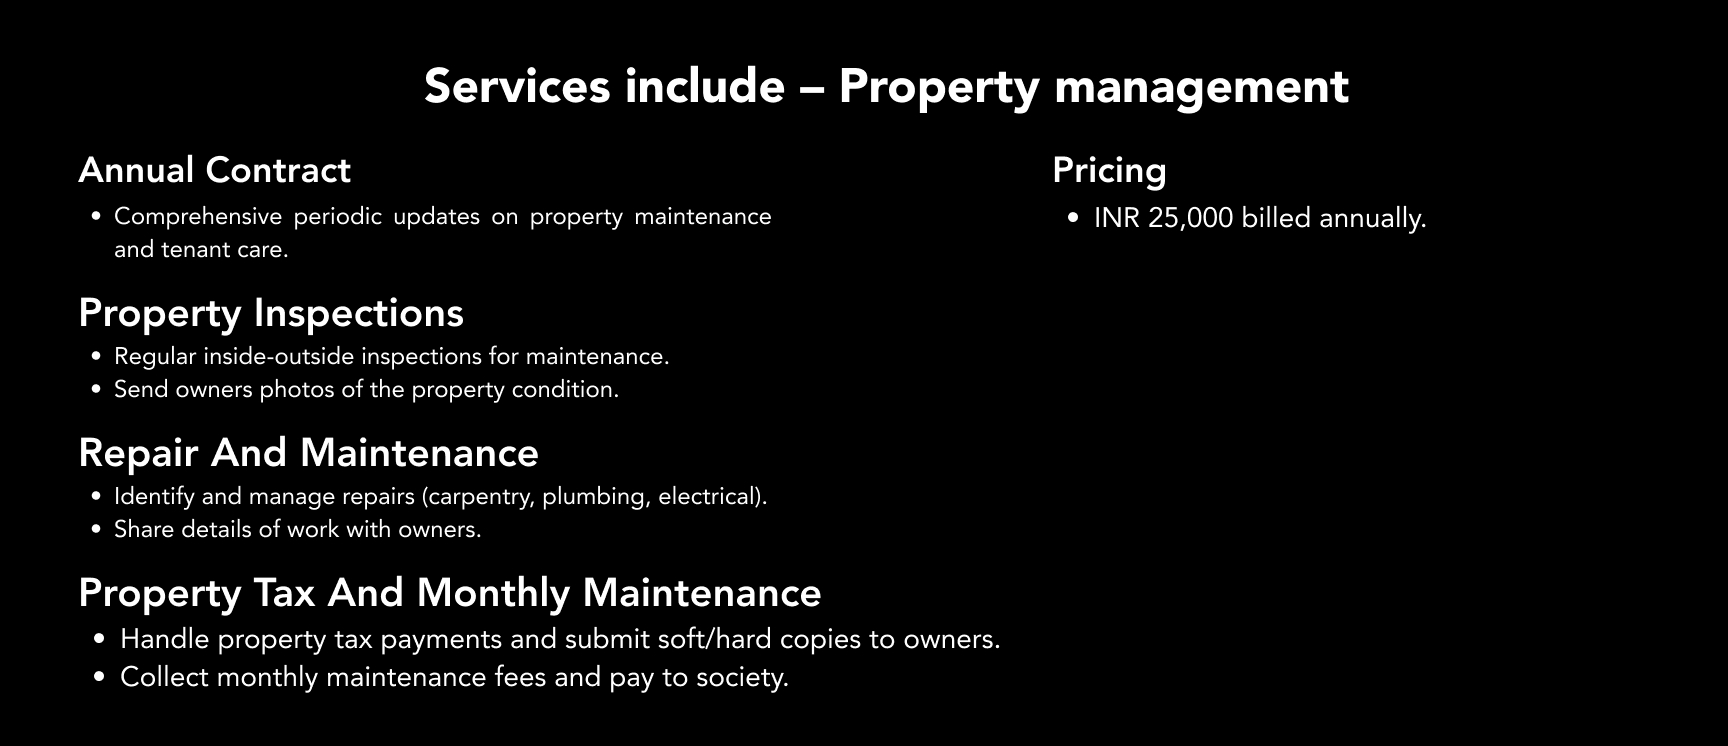 Services include – Property management
Annual Contract
• Comprehensive periodic updates on property maintenance
and tenant care.
Property Inspections
• Regular inside-outside inspections for maintenance.
• Send owners photos of the property condition.
Repair And Maintenance
• Identify and manage repairs (carpentry, plumbing, electrical).
• Share details of work with owners.
Property Tax And Monthly Maintenance
• Handle property tax payments and submit soft/hard copies to owners.
• Collect monthly maintenance fees and pay to society.
Pricing
• INR 25,000 billed annually.